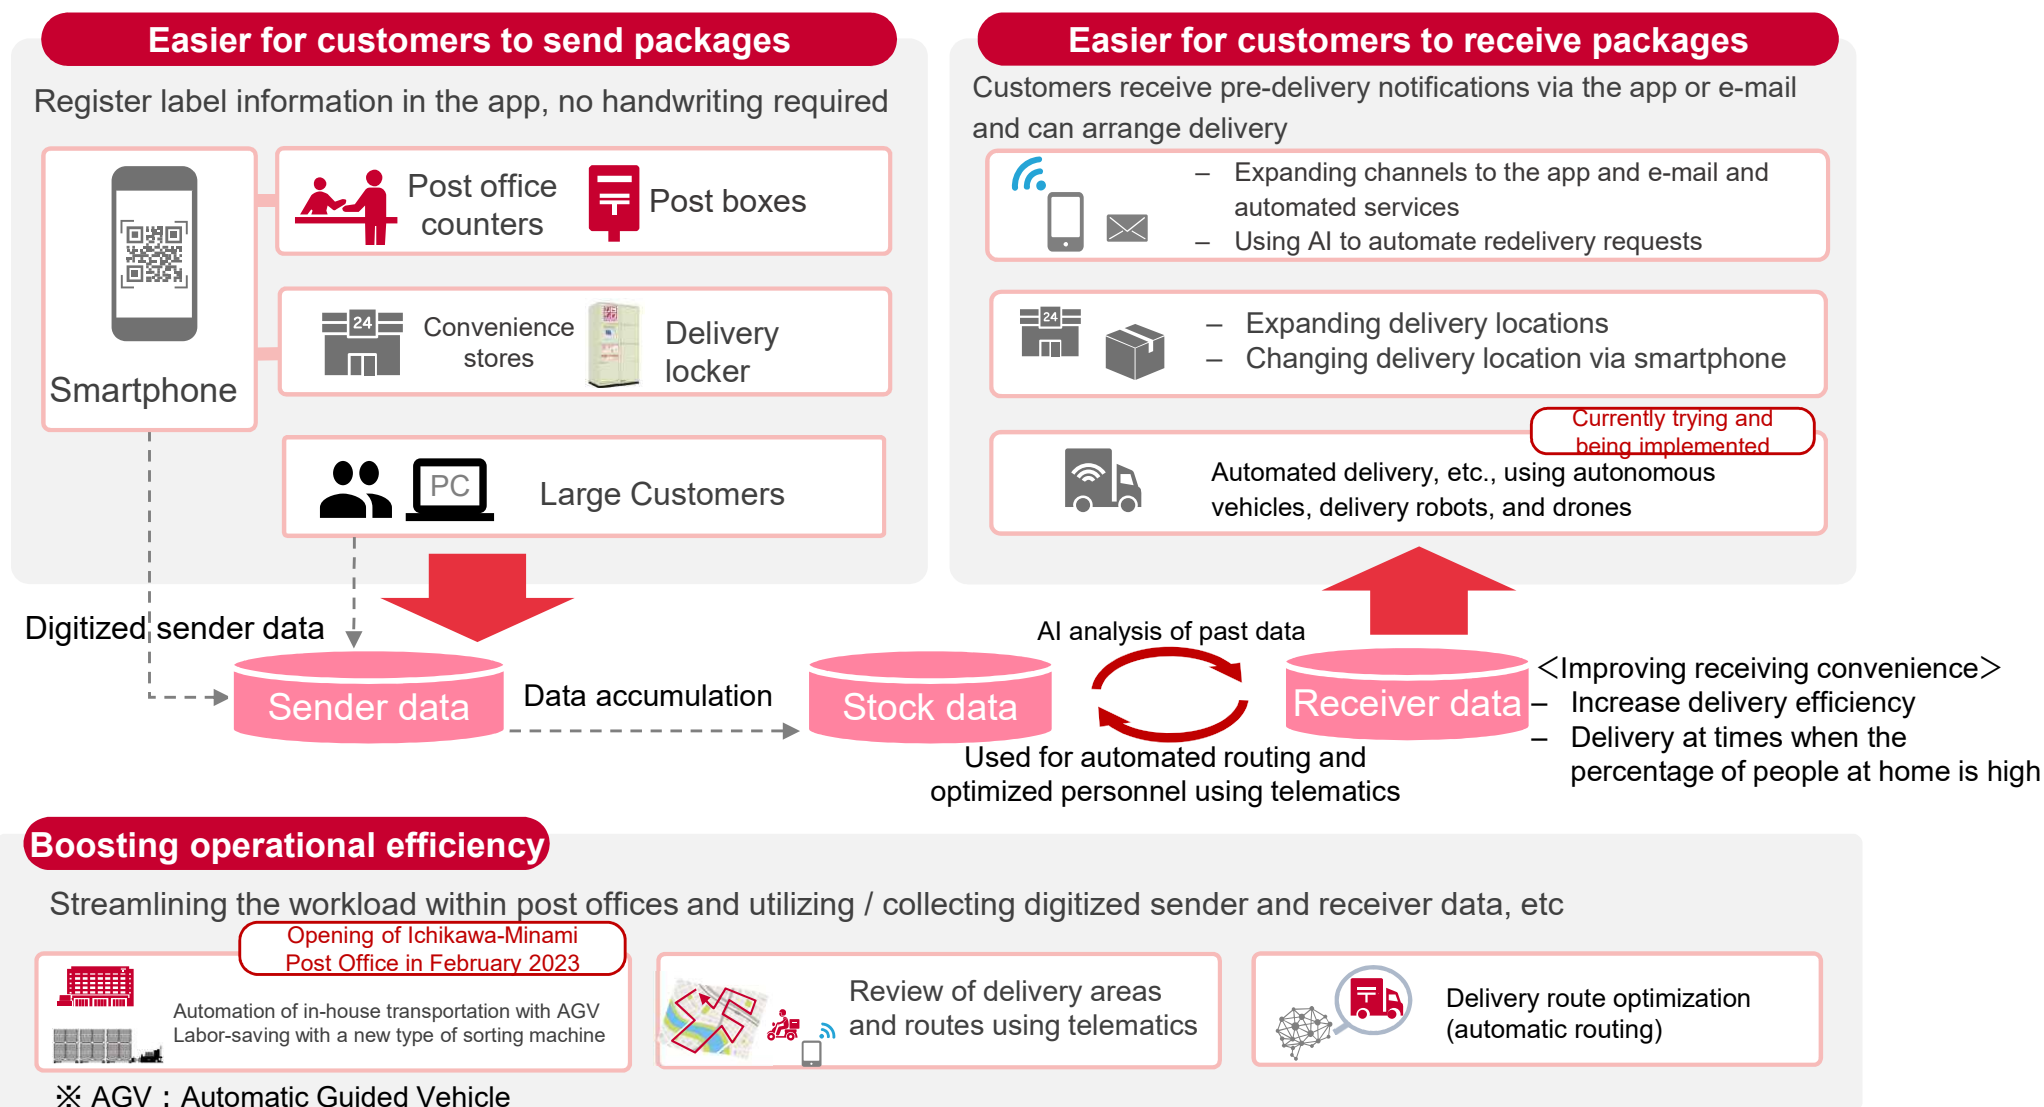 Easier for customers to send packages
Register label information in the app, no handwriting required
Smartphone
Post office
counters
Post boxes
24
Convenience
stores
Delivery
locker
PC
Large Customers
Easier for customers to receive packages
Customers receive pre-delivery notifications via the app or e-mail
and can arrange delivery
– Expanding channels to the app and e-mail and
automated services
– Using AI to automate redelivery requests
24
– Expanding delivery locations
– Changing delivery location via smartphone
Currently trying and
being implemented
Automated delivery, etc., using autonomous
vehicles, delivery robots, and drones
Digitized sender data
Sender data
Data accumulation
Stock data
AI analysis of past data
Used for automated routing and
optimized personnel using telematics
Receiver data
＜Improving receiving convenience＞
– Increase delivery efficiency
– Delivery at times when the
percentage of people at home is high
Boosting operational efficiency
Streamlining the workload within post offices and utilizing / collecting digitized sender and receiver data, etc
Opening of Ichikawa-Minami
Post Office in February 2023
Automation of in-house transportation with AGV
Labor-saving with a new type of sorting machine
Review of delivery areas
and routes using telematics
Delivery route optimization
(automatic routing)
※ AGV：Automatic Guided Vehicle